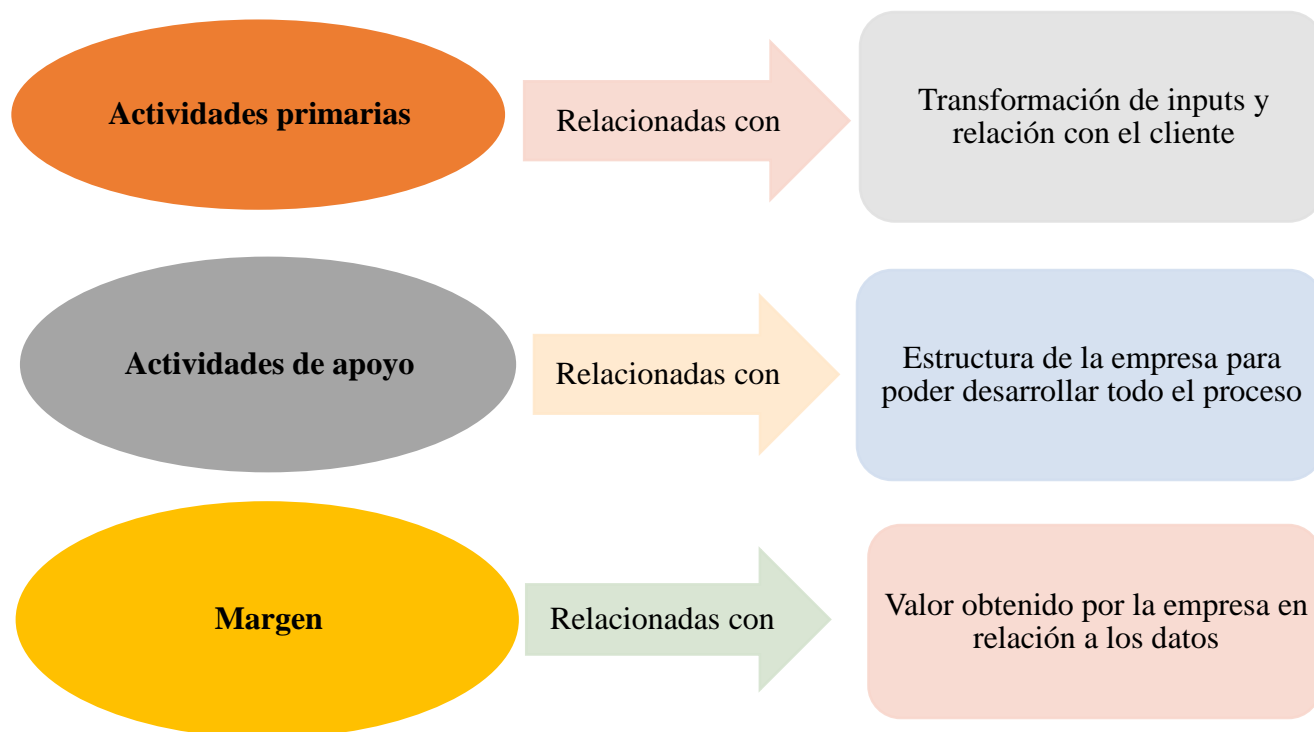 Actividades primarias
Relacionadas con
Transformación de inputs y
relación con el cliente
Actividades de apoyo
Relacionadas con
Estructura de la empresa para
poder desarrollar todo el proceso
Margen
Relacionadas con
Valor obtenido por la empresa en
relación a los datos